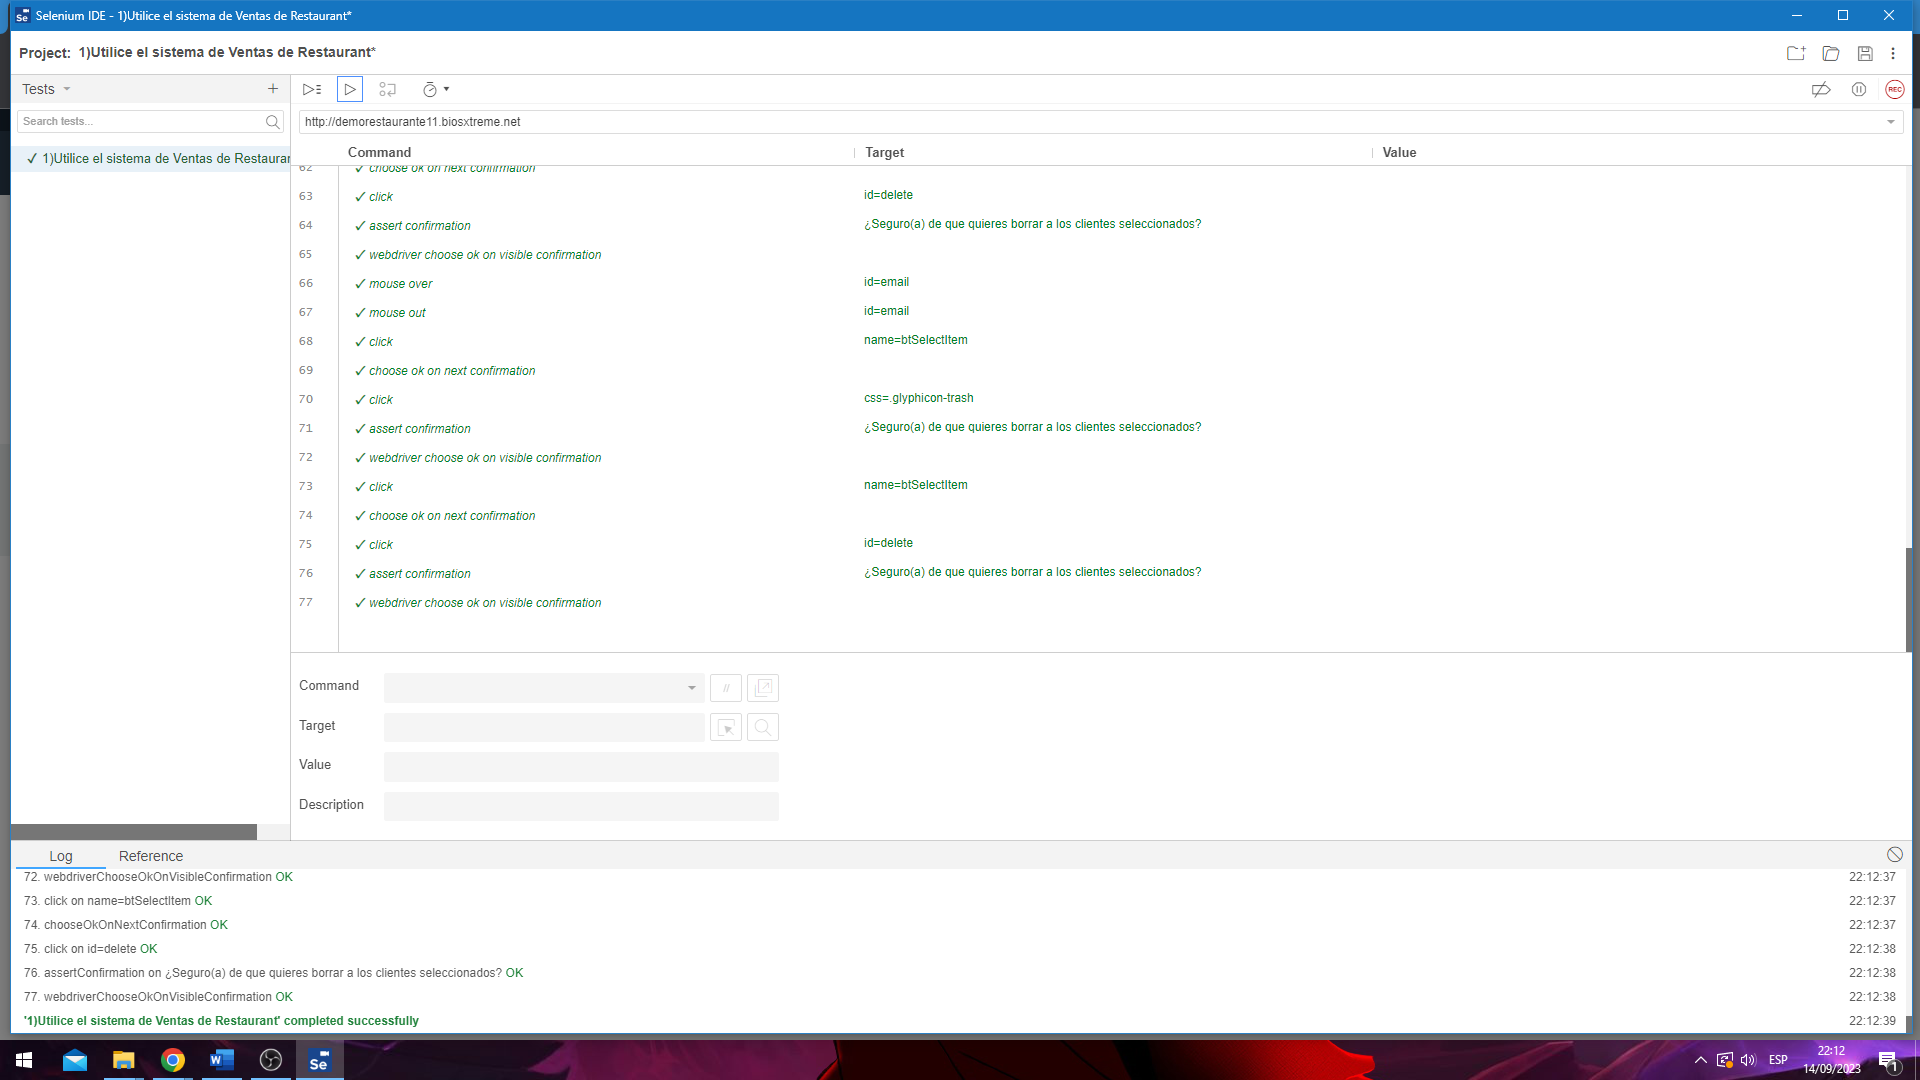 Selenium IDE - 1)Utilice el sistema de Ventas de Restaurant*
Project: 1)Utilice el sistema de Ventas de Restaurant*
Tests
Search tests...
✓ 1)Utilice el sistema de Ventas de Restauran
REC
http://demorestaurante11.biosxtreme.net
Command Target Value
62 ✓ choose ok on next confirmation
63 ✓ click id=delete
64 ✓ assert confirmation ¿Seguro(a) de que quieres borrar a los clientes seleccionados?
65 ✓ webdriver choose ok on visible confirmation
66 ✓ mouse over id=email
67 ✓ mouse out id=email
68 ✓ click name=btSelectItem
69 ✓ choose ok on next confirmation
70 ✓ click css=.glyphicon-trash
71 ✓ assert confirmation ¿Seguro(a) de que quieres borrar a los clientes seleccionados?
72 ✓ webdriver choose ok on visible confirmation
73 ✓ click name=btSelectItem
74 ✓ choose ok on next confirmation
75 ✓ click id=delete
76 ✓ assert confirmation ¿Seguro(a) de que quieres borrar a los clientes seleccionados?
77 ✓ webdriver choose ok on visible confirmation
Command //
Target
Value
Description
Log Reference
72. webdriverChooseOkOnVisibleConfirmation OK 22:12:37
73. click on name=btSelectItem OK 22:12:37
74. chooseOkOnNextConfirmation OK 22:12:37
75. click on id=delete OK 22:12:38
76. assertConfirmation on ¿Seguro(a) de que quieres borrar a los clientes seleccionados? OK 22:12:38
77. webdriverChooseOkOnVisibleConfirmation OK 22:12:38
'1)Utilice el sistema de Ventas de Restaurant' completed successfully 22:12:39
ESP
22:12
14/09/2023
1